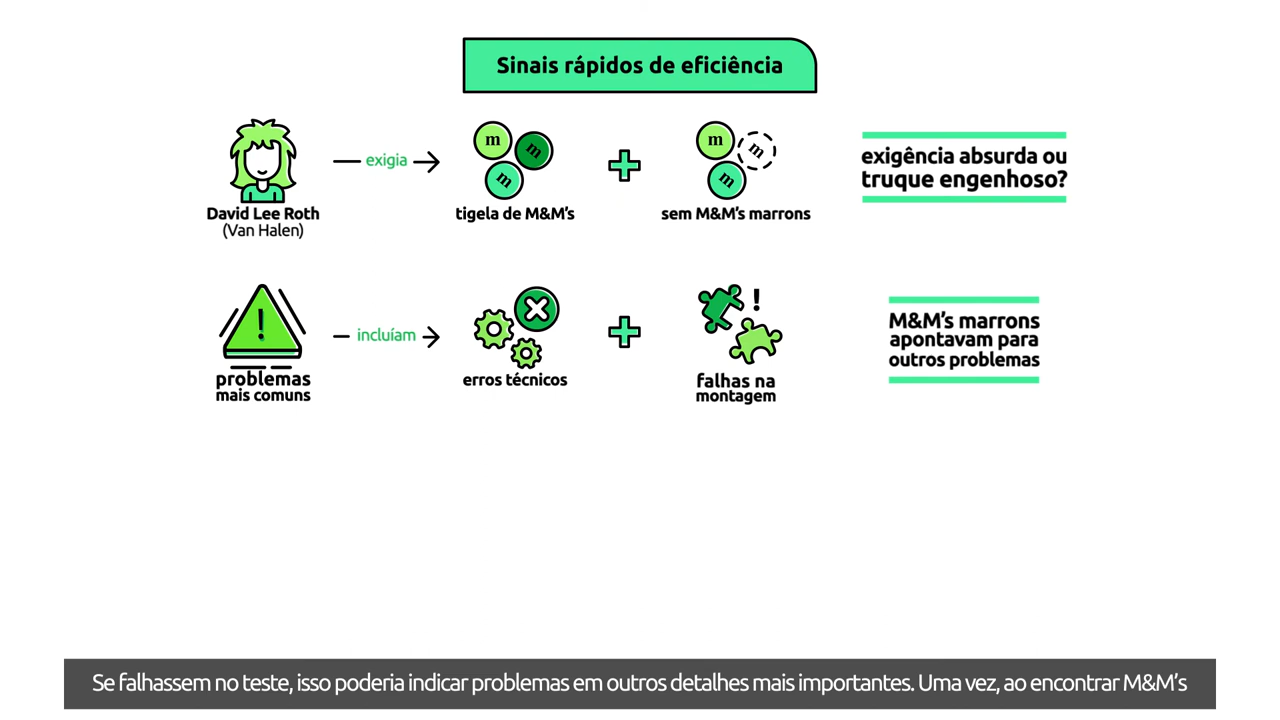 Sinais rápidos de eficiência
exigia
m
m
m
m
m
m
exigência absurda ou
truque engenhoso?
David Lee Roth
(Van Halen)
tigela de M&M's
sem M&M's marrons
!
incluíam
!
M&M's marrons
apontavam para
outros problemas
problemas
mais comuns
erros técnicos
falhas na
montagem
Se falhassem no teste, isso poderia indicar problemas em outros detalhes mais importantes. Uma vez, ao encontrar M&M's